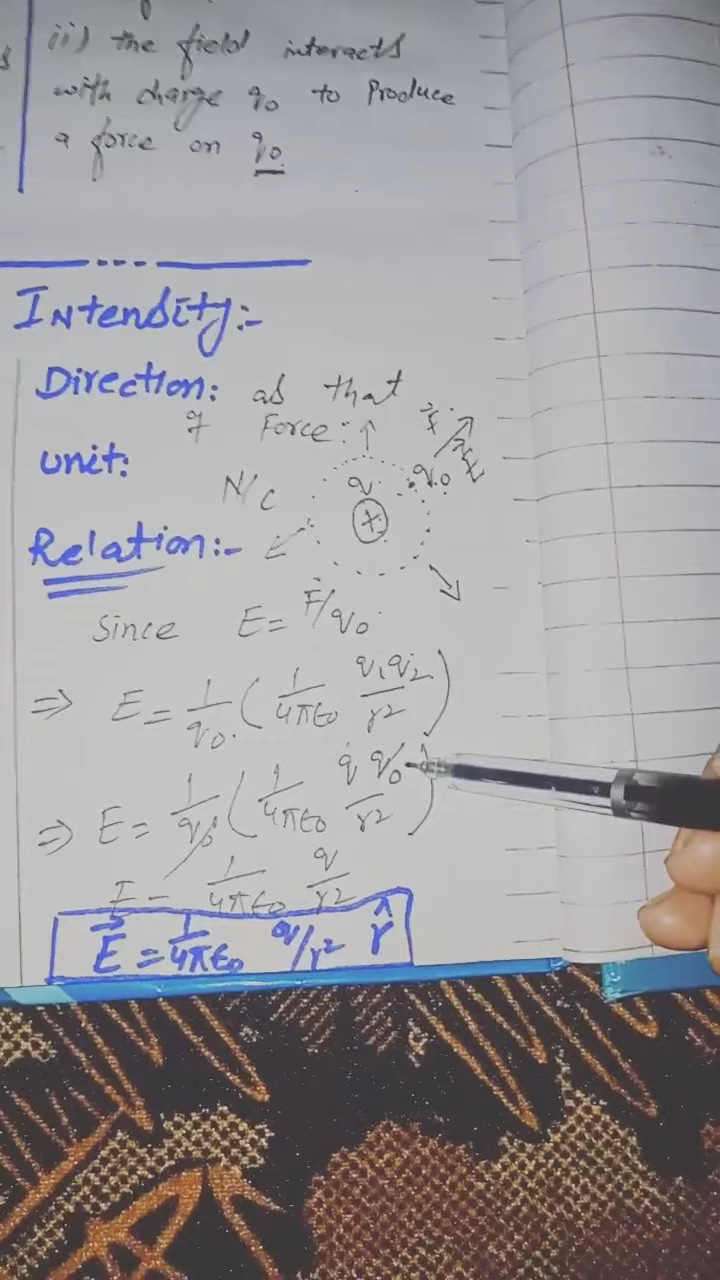 ii) the field interacts
with charge q₀ to Produce
a force on q₀.
Intensity:-
Direction: as that
of Force:
Unit: N/C
q
q₀
F
E
+
Relation:-
Since E = F/q₀
⇒ E = 1/q₀ ( 1/4πε₀ q₁q₂/r² )
⇒ E = 1/q₀ ( 1/4πε₀ q q₀/r² )
E = 1/4πε₀ q/r²
E⃗ = 1/4πε₀ q/r² r̂